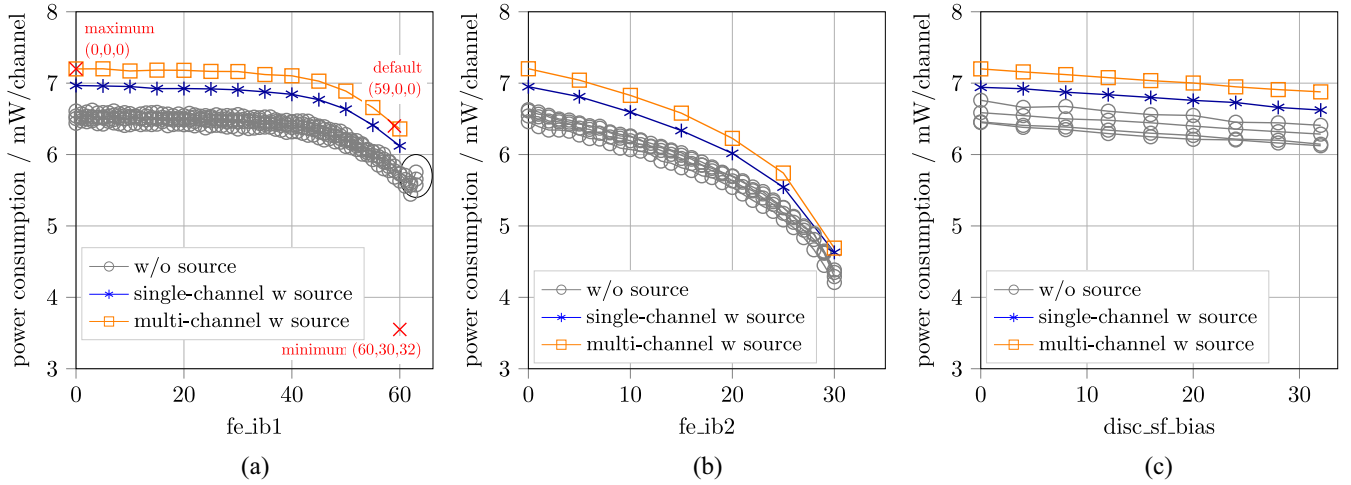 power consumption / mW/channel
8
7
6
5
4
3
maximum
(0,0,0)
default
(59,0,0)
w/o source
single-channel w source
multi-channel w source
minimum (60,30,32)
0
20
40
60
fe_ib1
(a)
power consumption / mW/channel
8
7
6
5
4
3
w/o source
single-channel w source
multi-channel w source
0
10
20
30
fe_ib2
(b)
power consumption / mW/channel
8
7
6
5
4
3
w/o source
single-channel w source
multi-channel w source
0
10
20
30
disc_sf_bias
(c)